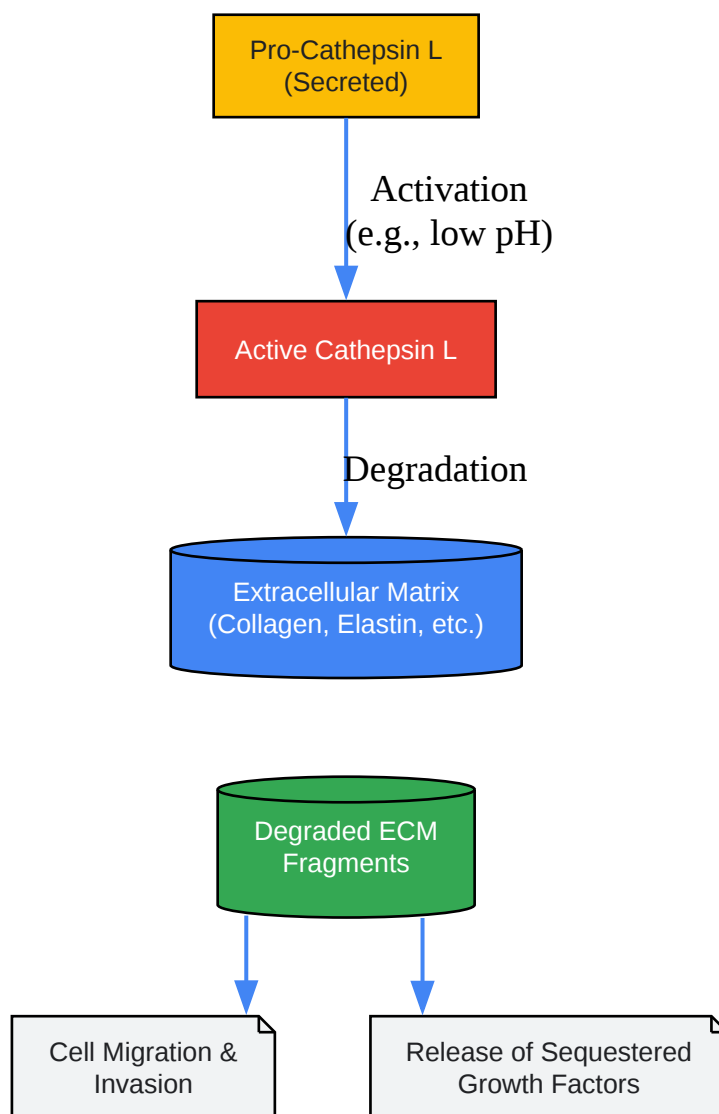 Pro-Cathepsin L
(Secreted)
Activation
(e.g., low pH)
Active Cathepsin L
Degradation
Extracellular Matrix
(Collagen, Elastin, etc.)
Degraded ECM
Fragments
Cell Migration &
Invasion
Release of Sequestered
Growth Factors